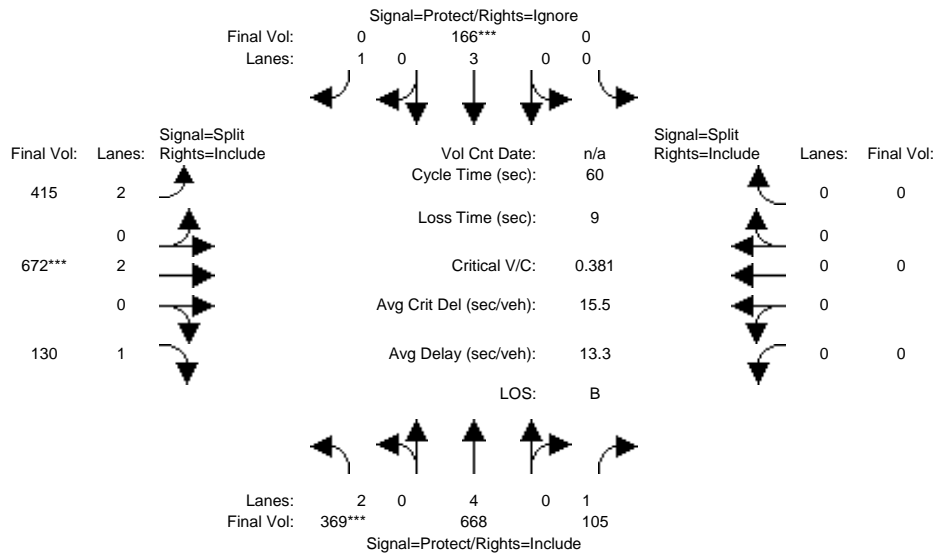 Signal=Protect/Rights=Ignore
Final Vol: 0 166*** 0
Lanes: 1 0 3 0 0
Signal=Split Signal=Split
Final Vol: Lanes: Rights=Include Vol Cnt Date: n/a Rights=Include Lanes: Final Vol:
Cycle Time (sec): 60
415 2 0 0
Loss Time (sec): 9
0 0
672*** 2 Critical V/C: 0.381 0 0
0 Avg Crit Del (sec/veh): 15.5 0
130 1 Avg Delay (sec/veh): 13.3 0 0
LOS: B
Lanes: 2 0 4 0 1
Final Vol: 369*** 668 105
Signal=Protect/Rights=Include